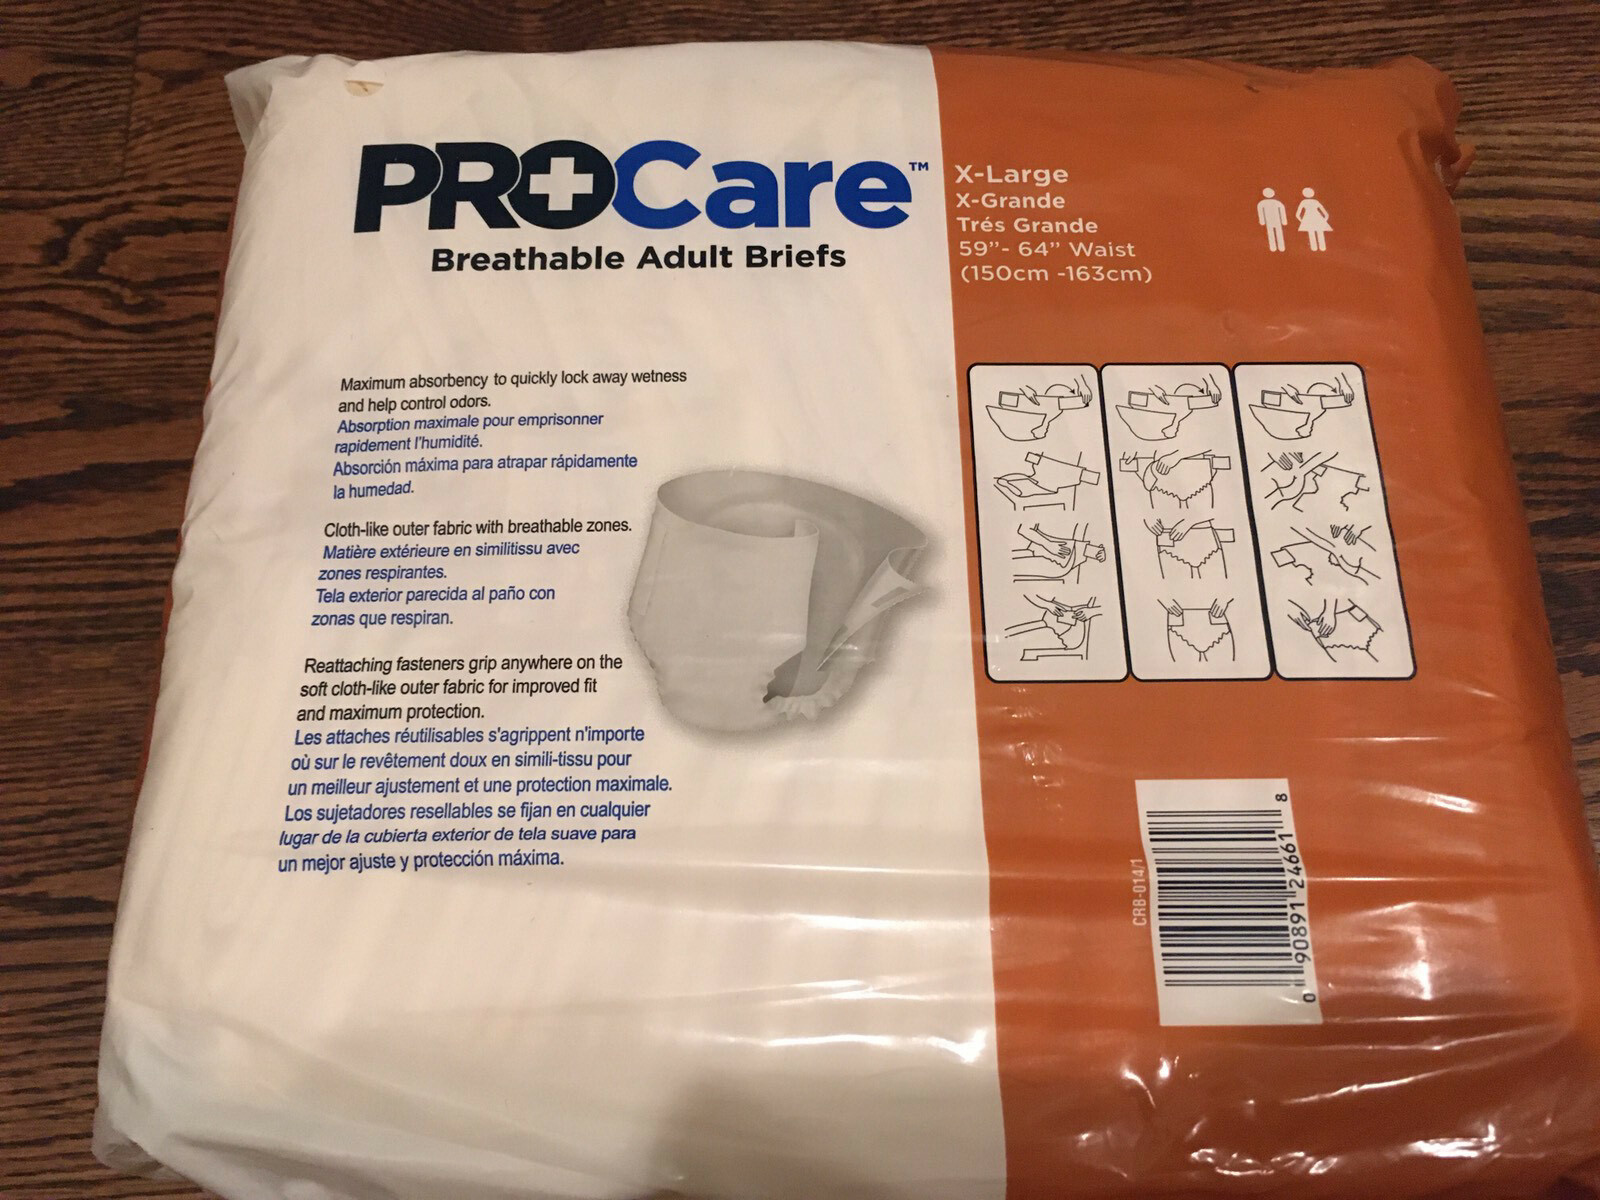 PROCare™
Breathable Adult Briefs
Maximum absorbency to quickly lock away wetness
and help control odors.
Absorption maximale pour emprisonner
rapidement l'humidité.
Absorción máxima para atrapar rápidamente
la humedad.
Cloth-like outer fabric with breathable zones.
Matière extérieure en similitissu avec
zones respirantes.
Tela exterior parecida al paño con
zonas que respiran.
Reattaching fasteners grip anywhere on the
soft cloth-like outer fabric for improved fit
and maximum protection.
Les attaches réutilisables s'agrippent n'importe
où sur le revêtement doux en simili-tissu pour
un meilleur ajustement et une protection maximale.
Los sujetadores resellables se fijan en cualquier
lugar de la cubierta exterior de tela suave para
un mejor ajuste y protección máxima.
X-Large
X-Grande
Trés Grande
59”- 64” Waist
(150cm -163cm)
CRB-014/1
0 90891 24661 8